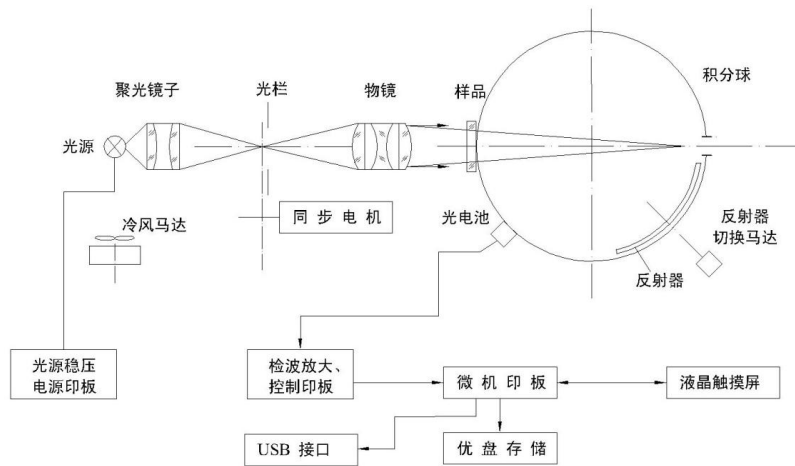 聚光镜子
光栏
物镜
样品
积分球
光源
同步电机
冷风马达
光电池
反射器
切换马达
反射器
光源稳压
电源印板
检波放大、
控制印板
微机印板
液晶触摸屏
USB 接口
优盘存储